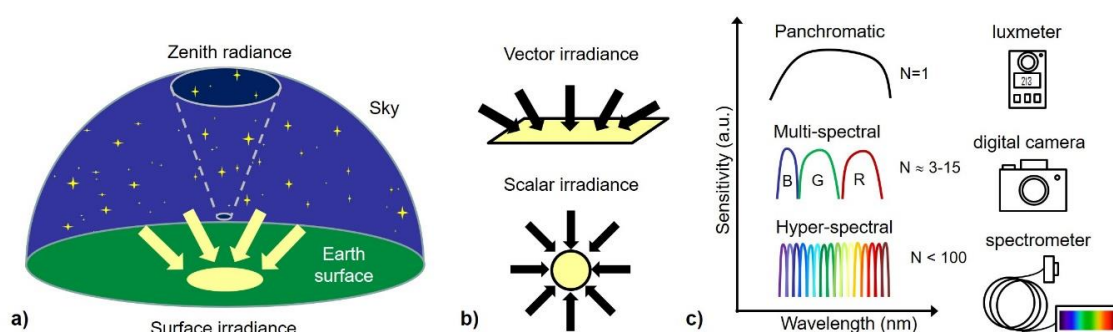 Zenith radiance
Sky
Earth
surface
a)
Surface irradiance
Vector irradiance
Scalar irradiance
b)
Sensitivity (a.u.)
Panchromatic
N=1
luxmeter
213
Multi-spectral
B G R
N ≈ 3-15
digital camera
Hyper-spectral
N < 100
spectrometer
c)
Wavelength (nm)